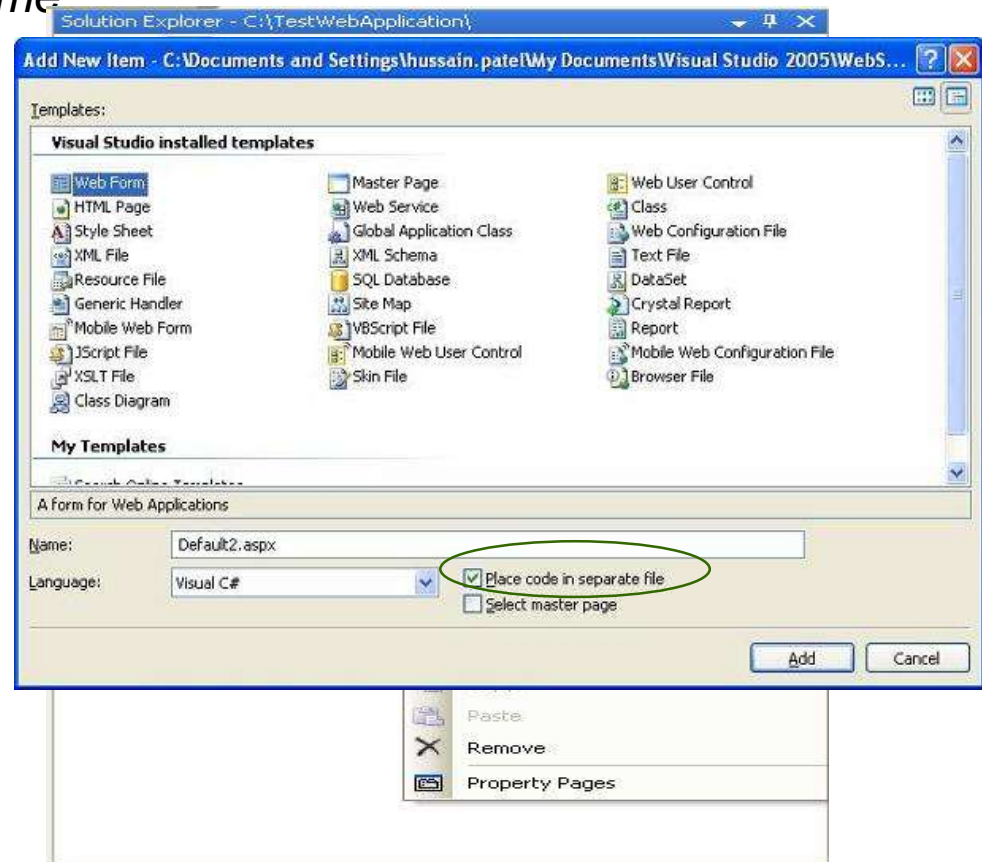 Solution Explorer - C:\TestWebApplication\
Add New Item - C:\Documents and Settings\hussain.patel\My Documents\Visual Studio 2005\WebS...
Templates:
Visual Studio installed templates
Web Form
Master Page
Web User Control
HTML Page
Web Service
Class
Style Sheet
Global Application Class
Web Configuration File
XML File
XML Schema
Text File
Resource File
SQL Database
DataSet
Generic Handler
Site Map
Crystal Report
Mobile Web Form
VBScript File
Report
JScript File
Mobile Web User Control
Mobile Web Configuration File
XSLT File
Skin File
Browser File
Class Diagram
My Templates
Search Online Templates
A form for Web Applications
Name: Default2.aspx
Language: Visual C# Place code in separate file
Select master page
Add Cancel
Paste
Remove
Property Pages